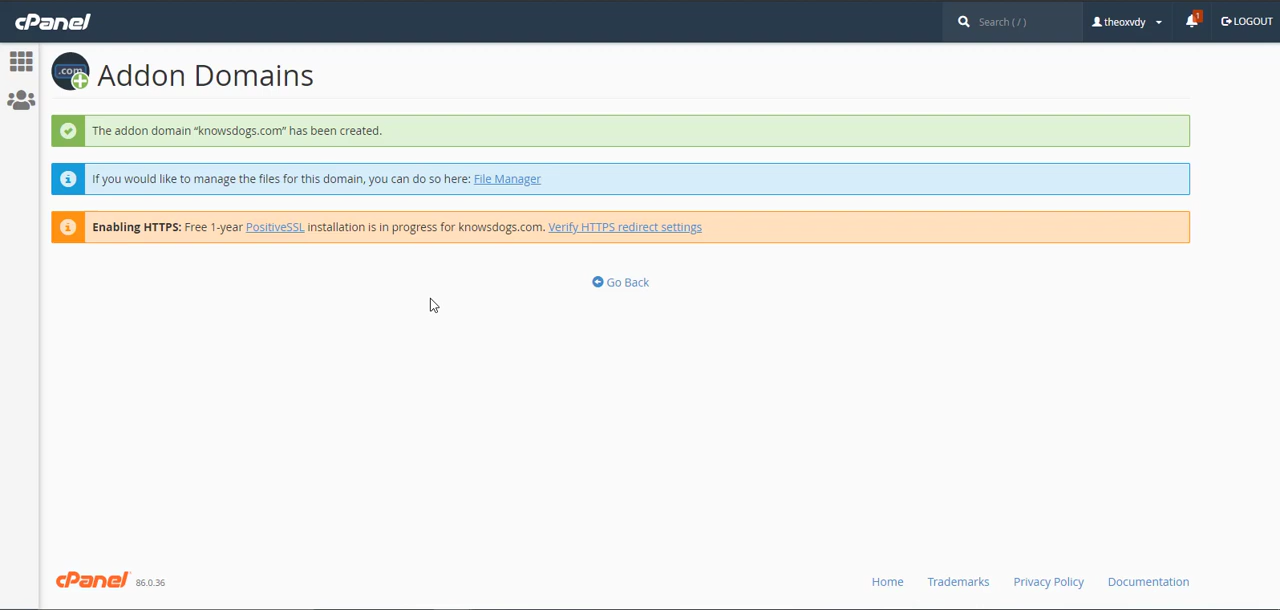 cPanel
Search ( / )
theoxvdy
1
LOGOUT
.com
Addon Domains
The addon domain “knowsdogs.com” has been created.
If you would like to manage the files for this domain, you can do so here: File Manager
Enabling HTTPS: Free 1-year PositiveSSL installation is in progress for knowsdogs.com. Verify HTTPS redirect settings
Go Back
cPanel 86.0.36
Home
Trademarks
Privacy Policy
Documentation